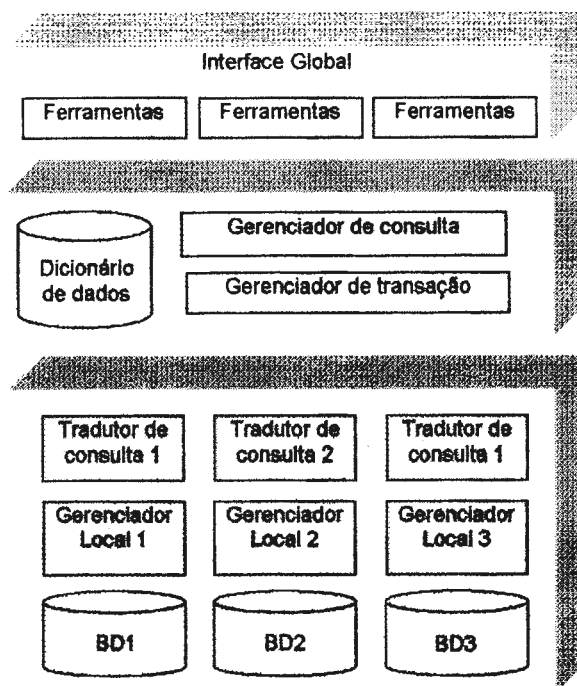 Interface Global
Ferramentas
Ferramentas
Ferramentas
Dicionário
de dados
Gerenciador de consulta
Gerenciador de transação
Tradutor de
consulta 1
Tradutor de
consulta 2
Tradutor de
consulta 1
Gerenciador
Local 1
Gerenciador
Local 2
Gerenciador
Local 3
BD1
BD2
BD3